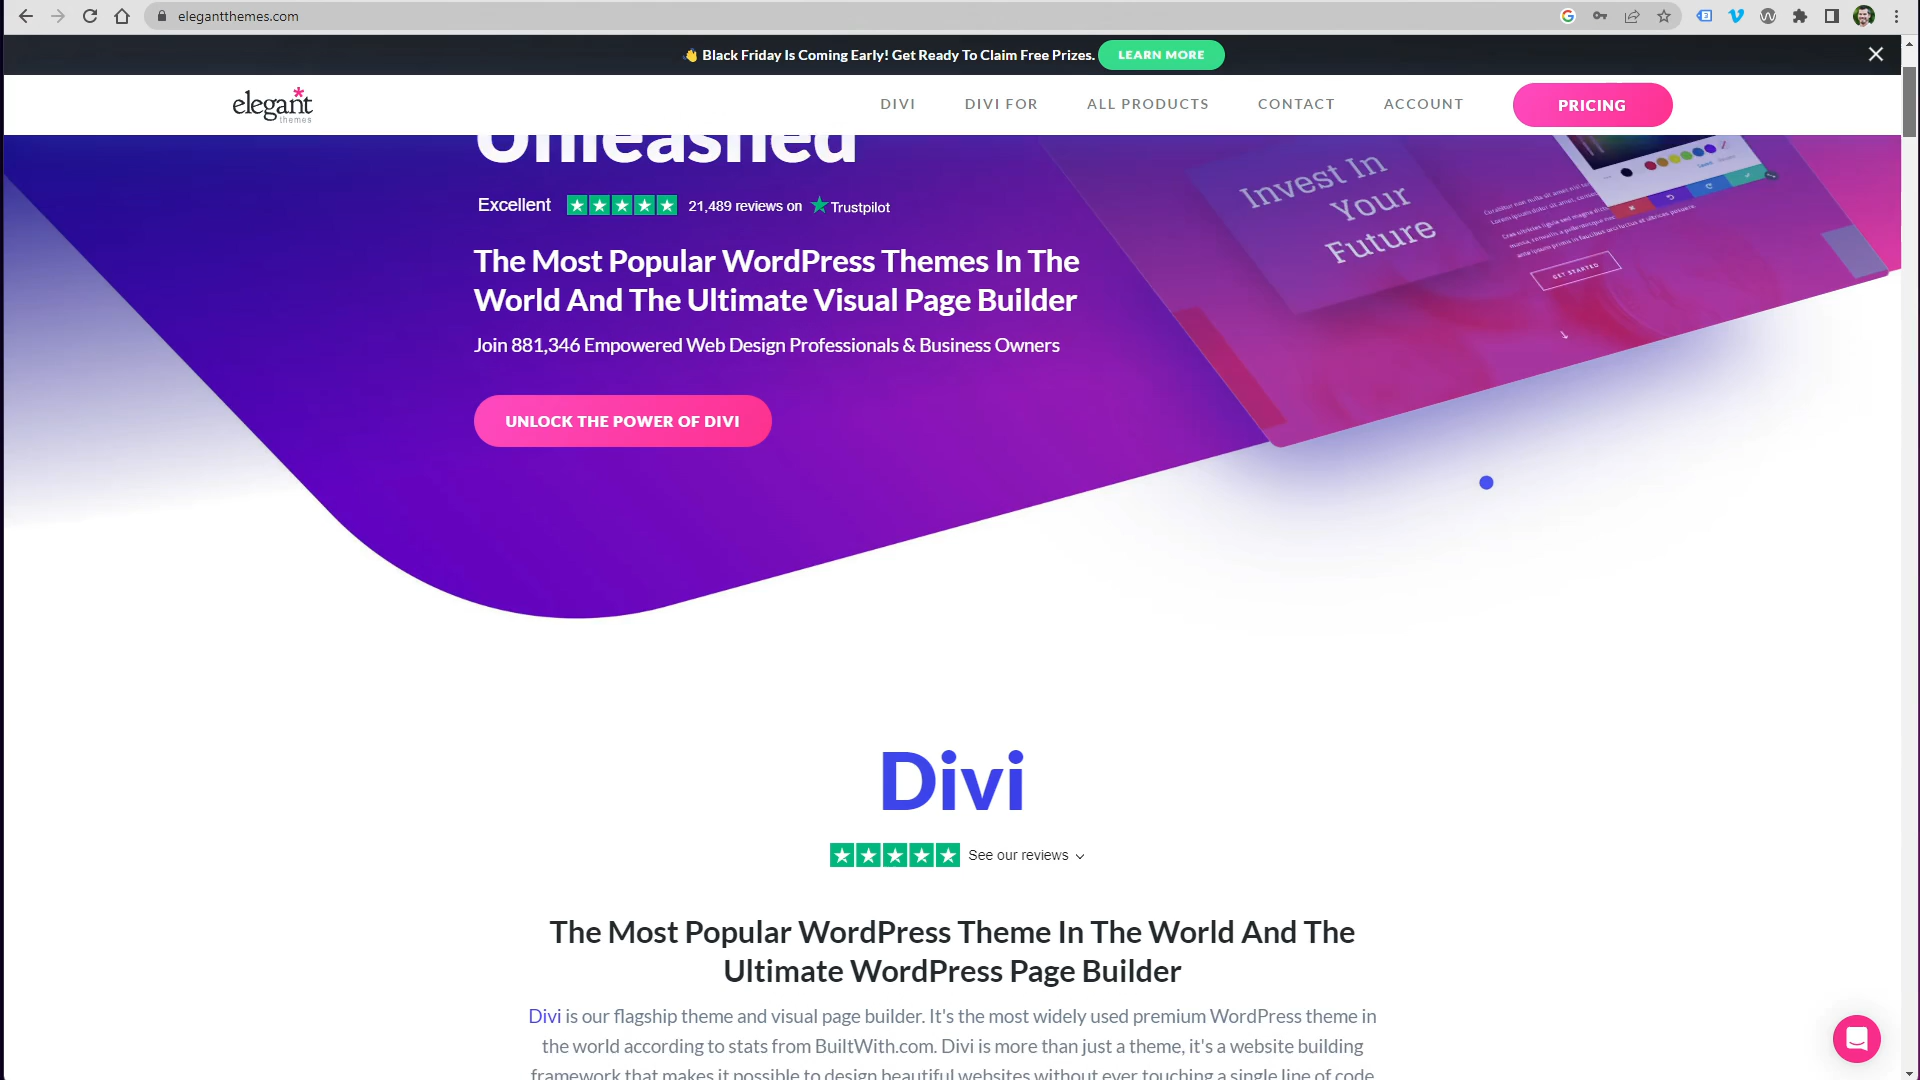 elegantthemes.com
👋 Black Friday Is Coming Early! Get Ready To Claim Free Prizes. LEARN MORE
elegant themes
DIVI DIVI FOR ALL PRODUCTS CONTACT ACCOUNT PRICING
Unleashed
Excellent 21,489 reviews on Trustpilot
The Most Popular WordPress Themes In The
World And The Ultimate Visual Page Builder
Join 881,346 Empowered Web Design Professionals & Business Owners
UNLOCK THE POWER OF DIVI
Invest In
Your
Future
GET STARTED
Divi
See our reviews
The Most Popular WordPress Theme In The World And The
Ultimate WordPress Page Builder
Divi is our flagship theme and visual page builder. It's the most widely used premium WordPress theme in
the world according to stats from BuiltWith.com. Divi is more than just a theme, it's a website building
framework that makes it possible to design beautiful websites without ever touching a single line of code